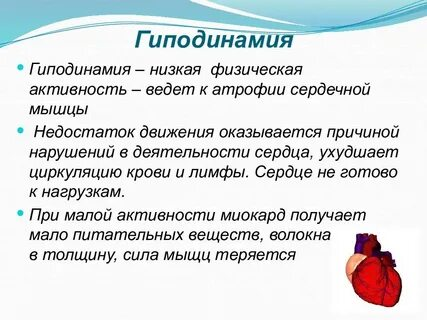 Гиподинамия
Гиподинамия – низкая физическая
активность – ведет к атрофии сердечной
мышцы
Недостаток движения оказывается причиной
нарушений в деятельности сердца, ухудшает
циркуляцию крови и лимфы. Сердце не готово
к нагрузкам.
При малой активности миокард получает
мало питательных веществ, волокна
в толщину, сила мыщц теряется